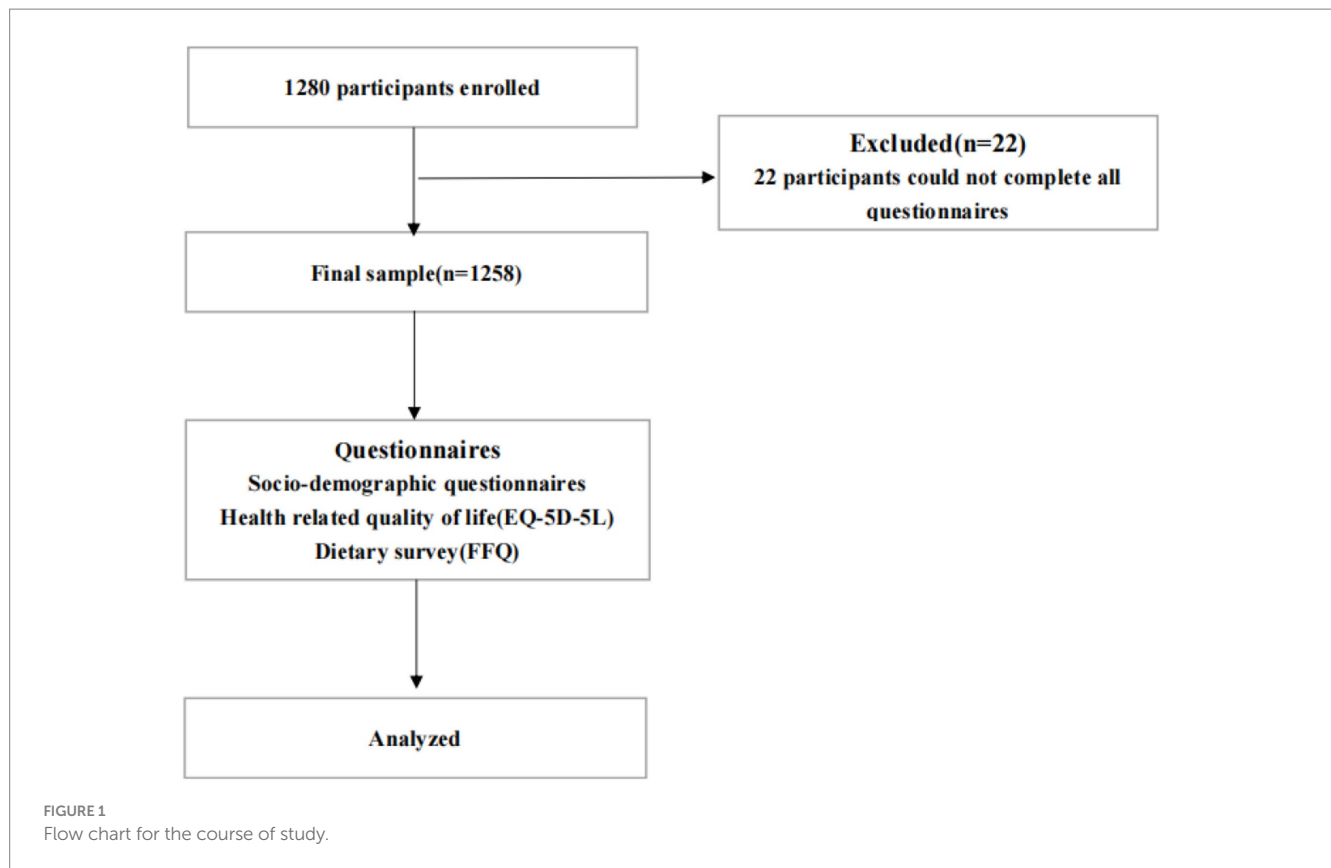 1280 participants enrolled
Excluded(n=22)
22 participants could not complete all
questionnaires
Final sample(n=1258)
Questionnaires
Socio-demographic questionnaires
Health related quality of life(EQ-5D-5L)
Dietary survey(FFQ)
Analyzed
FIGURE 1
Flow chart for the course of study.